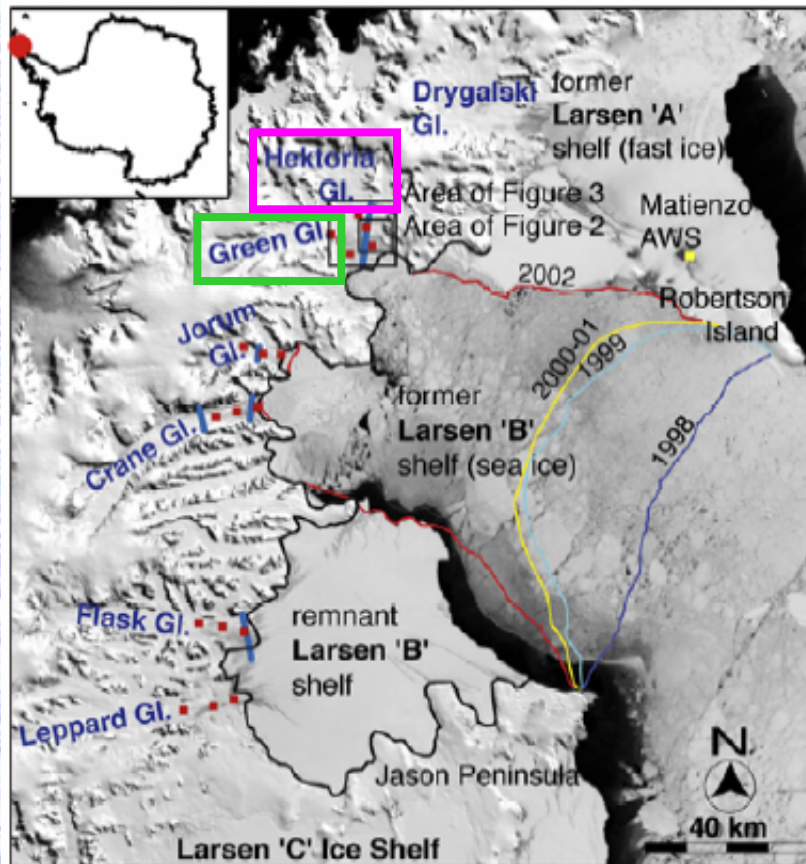 Drygalski
Gl.
former
Larsen 'A'
shelf (fast ice)
Hektoria
Gl.
Area of Figure 3
Area of Figure 2
Green Gl.
Matienzo
AWS
2002
Robertson
Island
Jorum
Gl.
2000-01
1999
former
Larsen 'B'
shelf (sea ice)
1998
Crane Gl.
Flask Gl.
remnant
Larsen 'B'
shelf
Leppard Gl.
Jason Peninsula
N
40 km
Larsen 'C' Ice Shelf